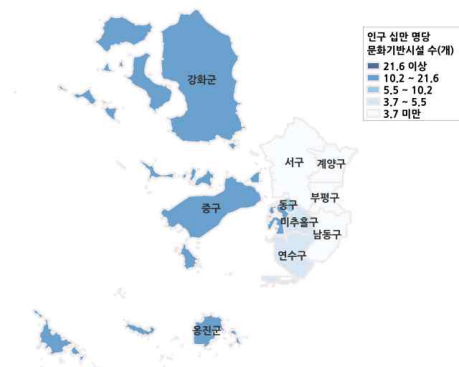 인구 십만 명당
문화기반시설 수(개)
21.6 이상
10.2 ~ 21.6
5.5 ~ 10.2
3.7 ~ 5.5
3.7 미만
강화군
서구
계양구
부평구
중구
동구
미추홀구
남동구
연수구
옹진군